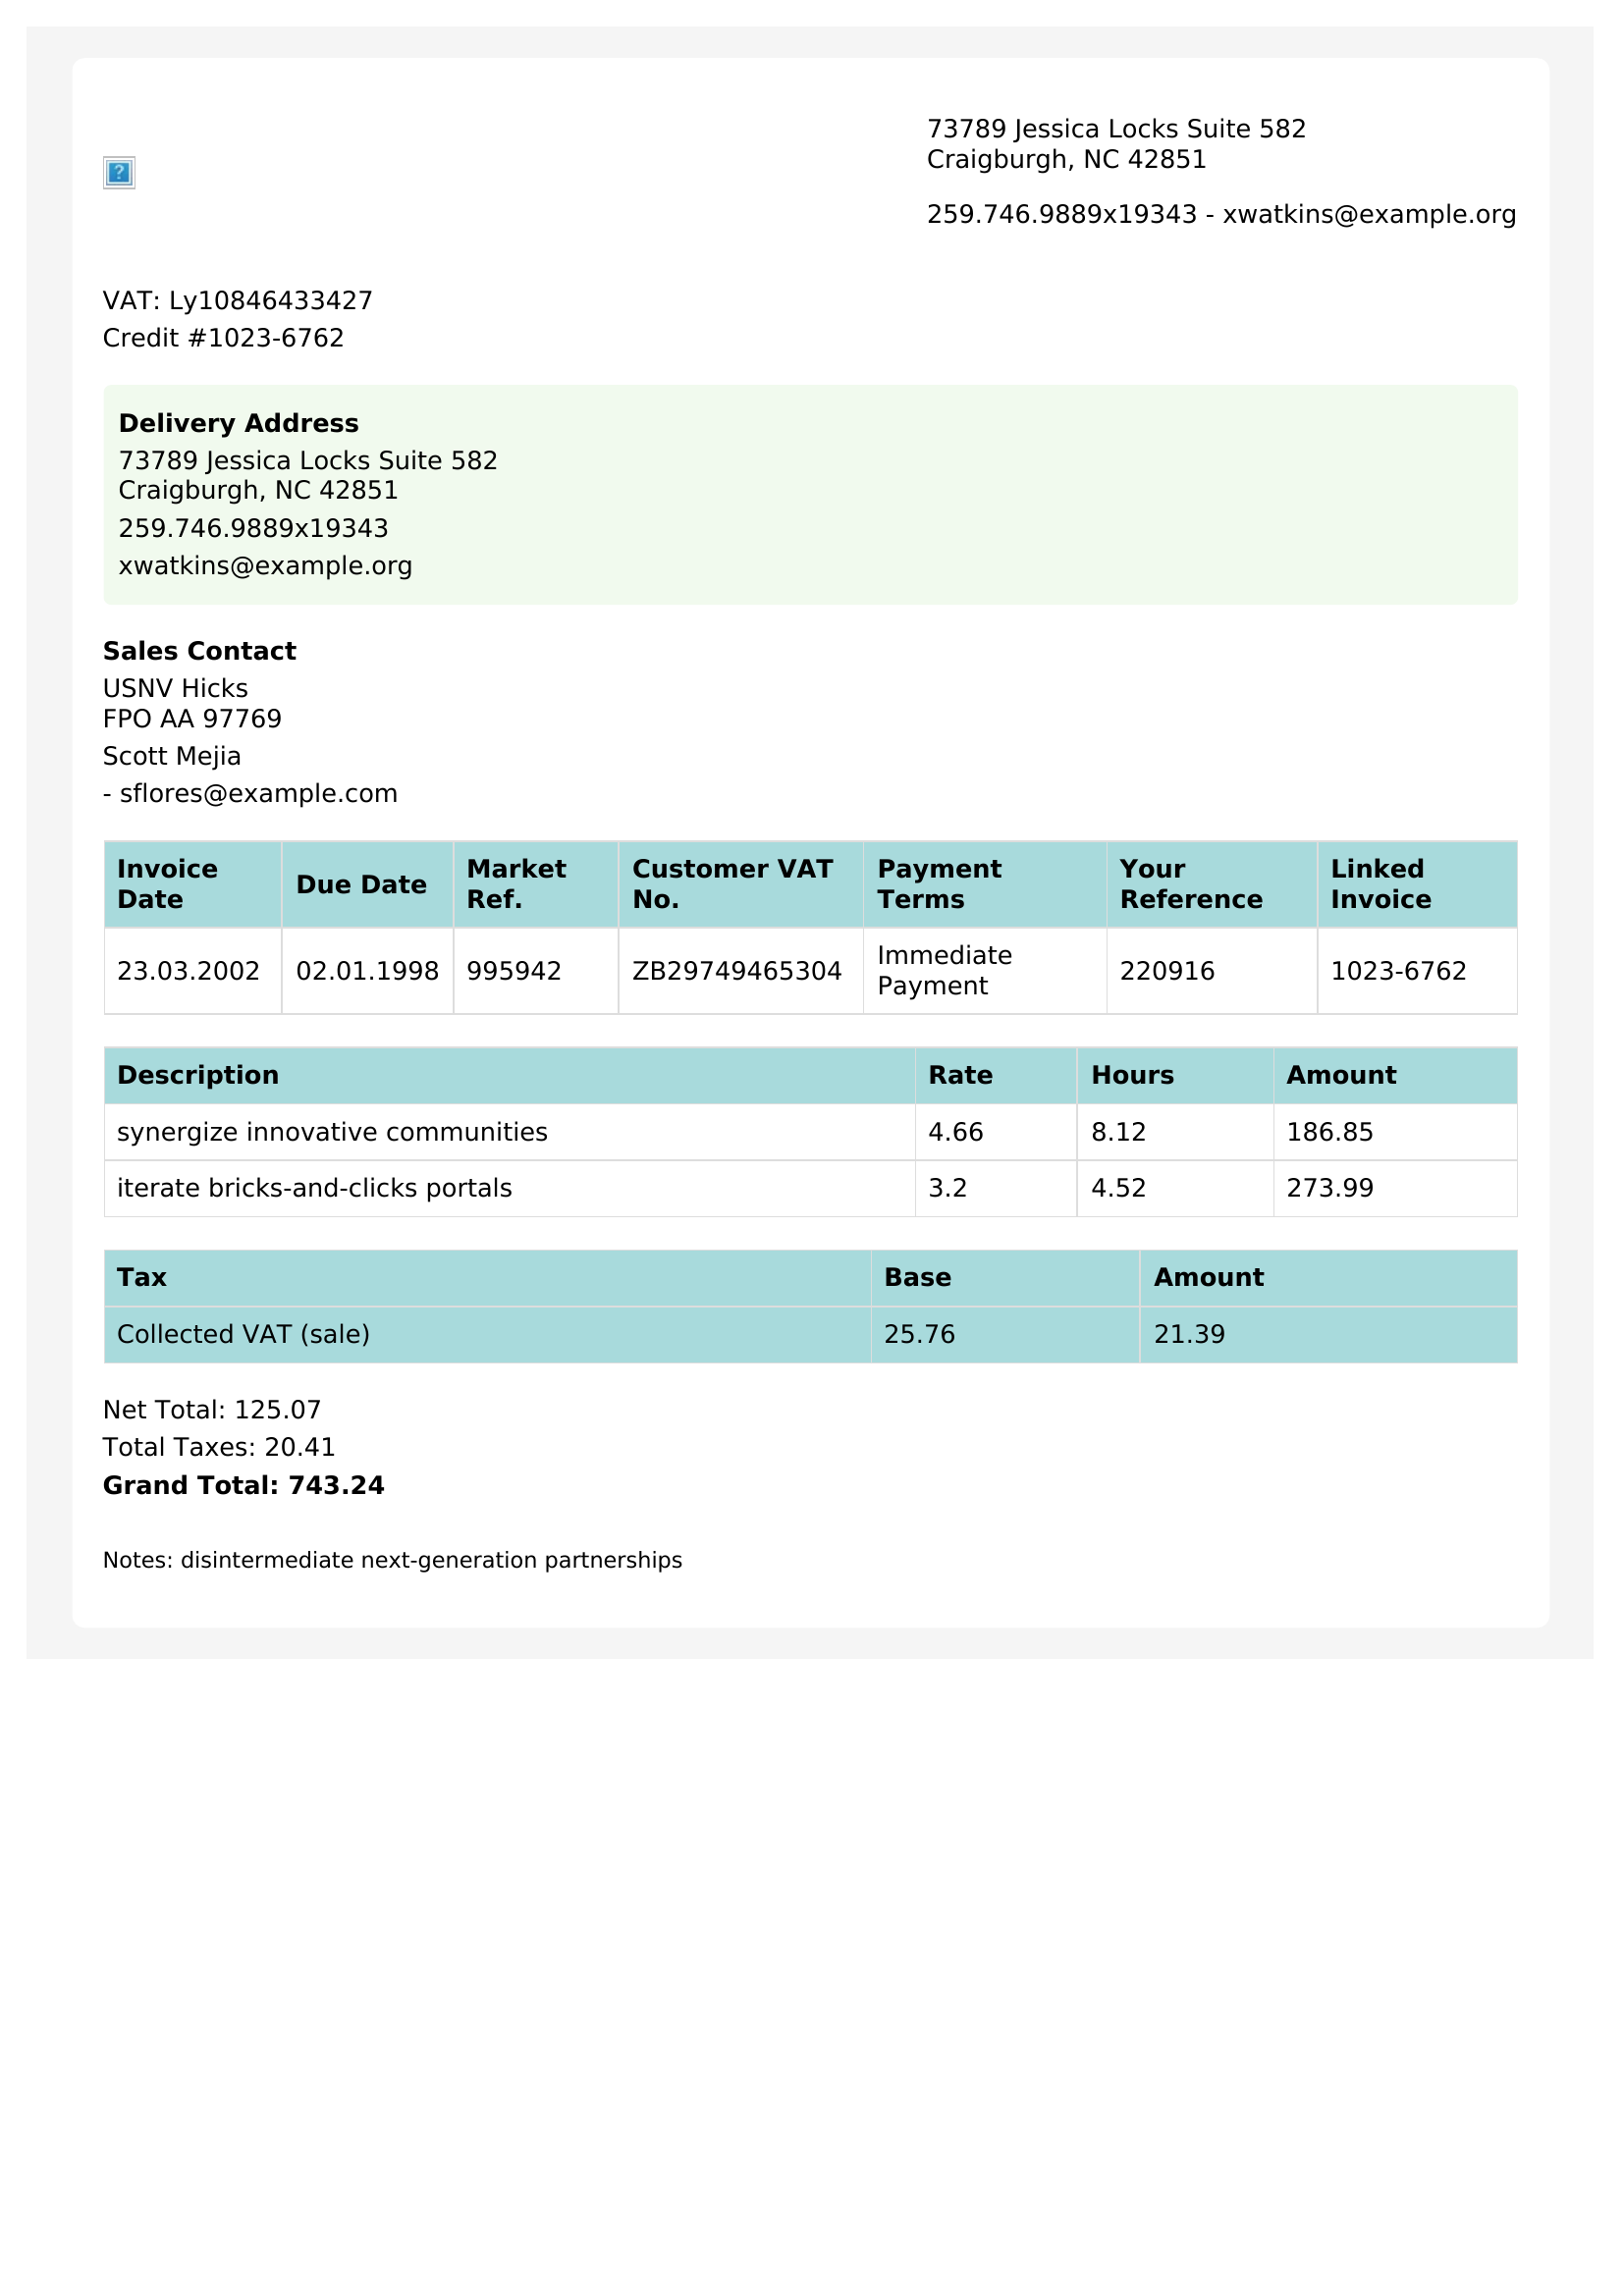 73789 Jessica Locks Suite 582
Craigburgh, NC 42851
259.746.9889x19343 - xwatkins@example.org
VAT: Ly10846433427
Credit #1023-6762
Delivery Address
73789 Jessica Locks Suite 582
Craigburgh, NC 42851
259.746.9889x19343
xwatkins@example.org
Sales Contact
USNV Hicks
FPO AA 97769
Scott Mejia
- sflores@example.com
Invoice Date Due Date Market Ref. Customer VAT No. Payment Terms Your Reference Linked Invoice
23.03.2002 02.01.1998 995942 ZB29749465304 Immediate Payment 220916 1023-6762
Description Rate Hours Amount
synergize innovative communities 4.66 8.12 186.85
iterate bricks-and-clicks portals 3.2 4.52 273.99
Tax Base Amount
Collected VAT (sale) 25.76 21.39
Net Total: 125.07
Total Taxes: 20.41
Grand Total: 743.24
Notes: disintermediate next-generation partnerships